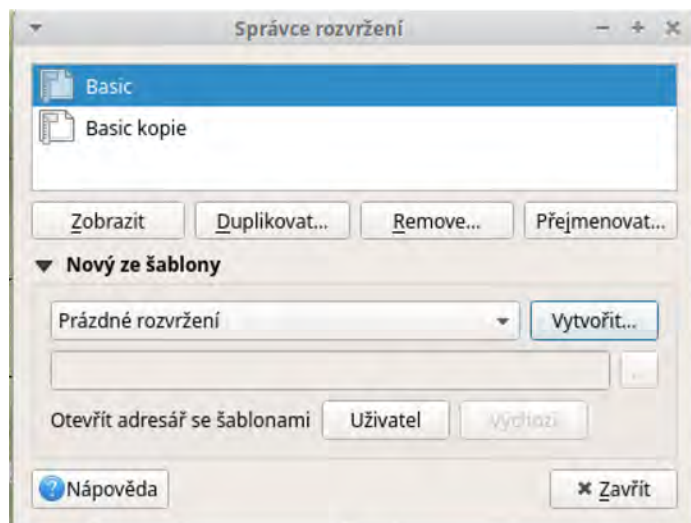 Správce rozvržení
Basic
Basic kopie
Zobrazit Duplikovat... Remove... Přejmenovat...
Nový ze šablony
Prázdné rozvržení Vytvořit...
...
Otevřít adresář se šablonami Uživatel Výchozí
Nápověda Zavřít